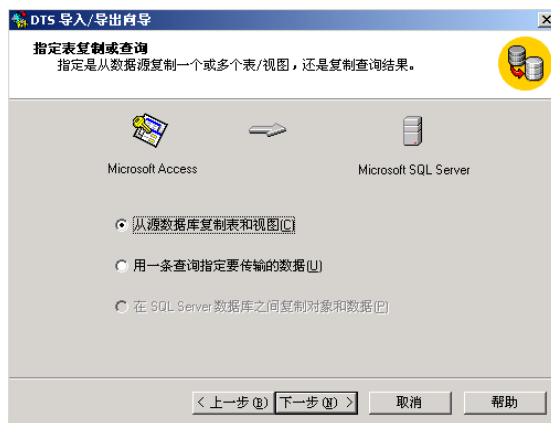 DTS 导入/导出向导
指定表复制或查询
指定是从数据源复制一个或多个表/视图，还是复制查询结果。
Microsoft Access
Microsoft SQL Server
从源数据库复制表和视图(C)
用一条查询指定要传输的数据(U)
在 SQL Server 数据库之间复制对象和数据(P)
< 上一步(B) 下一步(N) > 取消 帮助